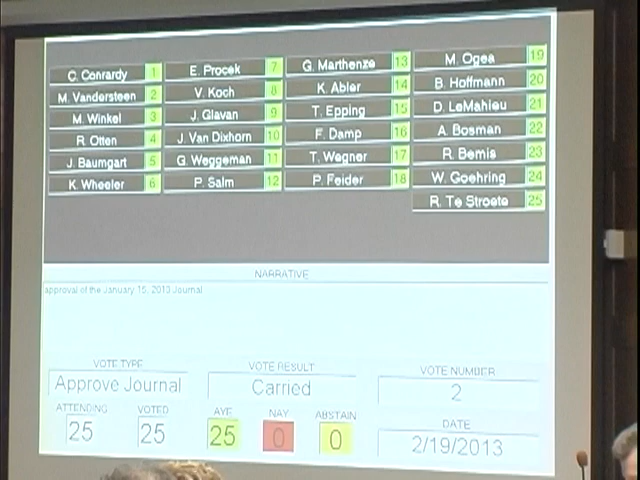 C. Conrardy 1
M. Vandersteen 2
M. Winkel 3
R. Otten 4
J. Baumgart 5
K. Wheeler 6
E. Procek 7
V. Koch 8
J. Glavan 9
J. Van Dixhorn 10
G. Weggeman 11
P. Salm 12
G. Marthenze 13
K. Abler 14
T. Epping 15
F. Damp 16
T. Wegner 17
P. Feider 18
M. Ogea 19
B. Hoffmann 20
D. LeMahieu 21
A. Bosman 22
R. Bemis 23
W. Goehring 24
R. Te Stroete 25
NARRATIVE
approval of the January 15, 2013 Journal
VOTE TYPE
Approve Journal
VOTE RESULT
Carried
VOTE NUMBER
2
ATTENDING
25
VOTED
25
AYE
25
NAY
0
ABSTAIN
0
DATE
2/19/2013